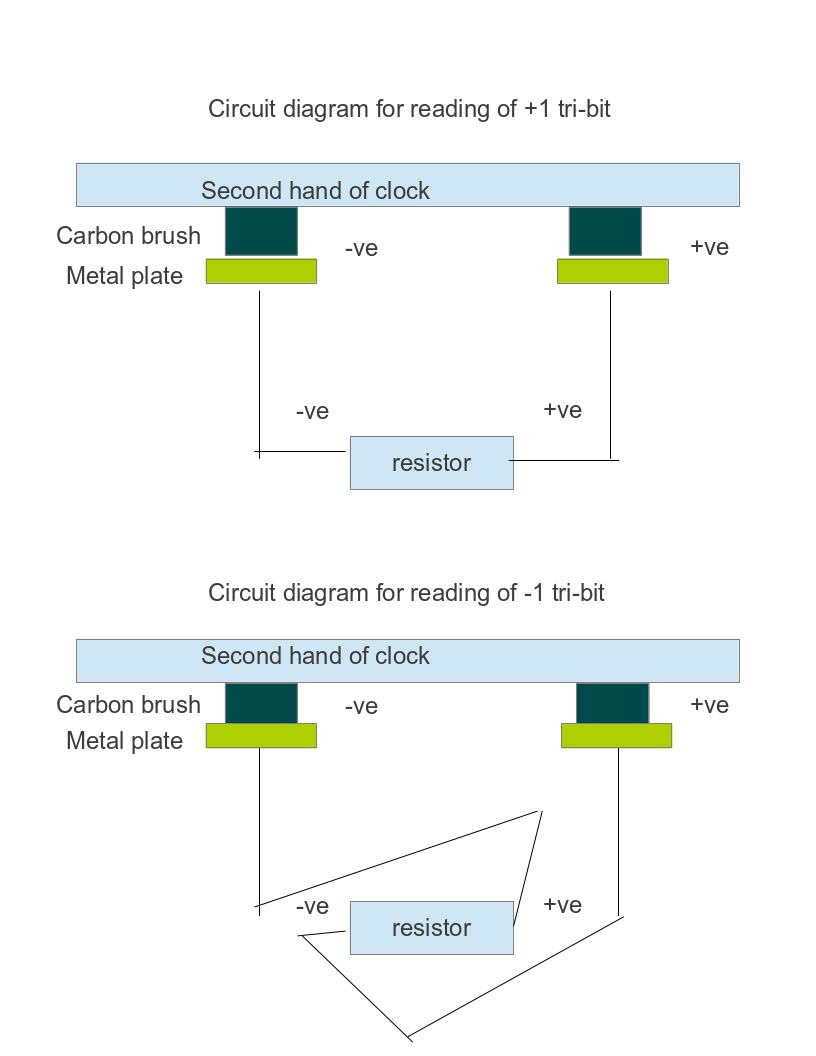 Circuit diagram for reading of +1 tri-bit
Second hand of clock
Carbon brush
-ve
+ve
Metal plate
-ve
+ve
resistor
Circuit diagram for reading of -1 tri-bit
Second hand of clock
Carbon brush
-ve
+ve
Metal plate
-ve
+ve
resistor